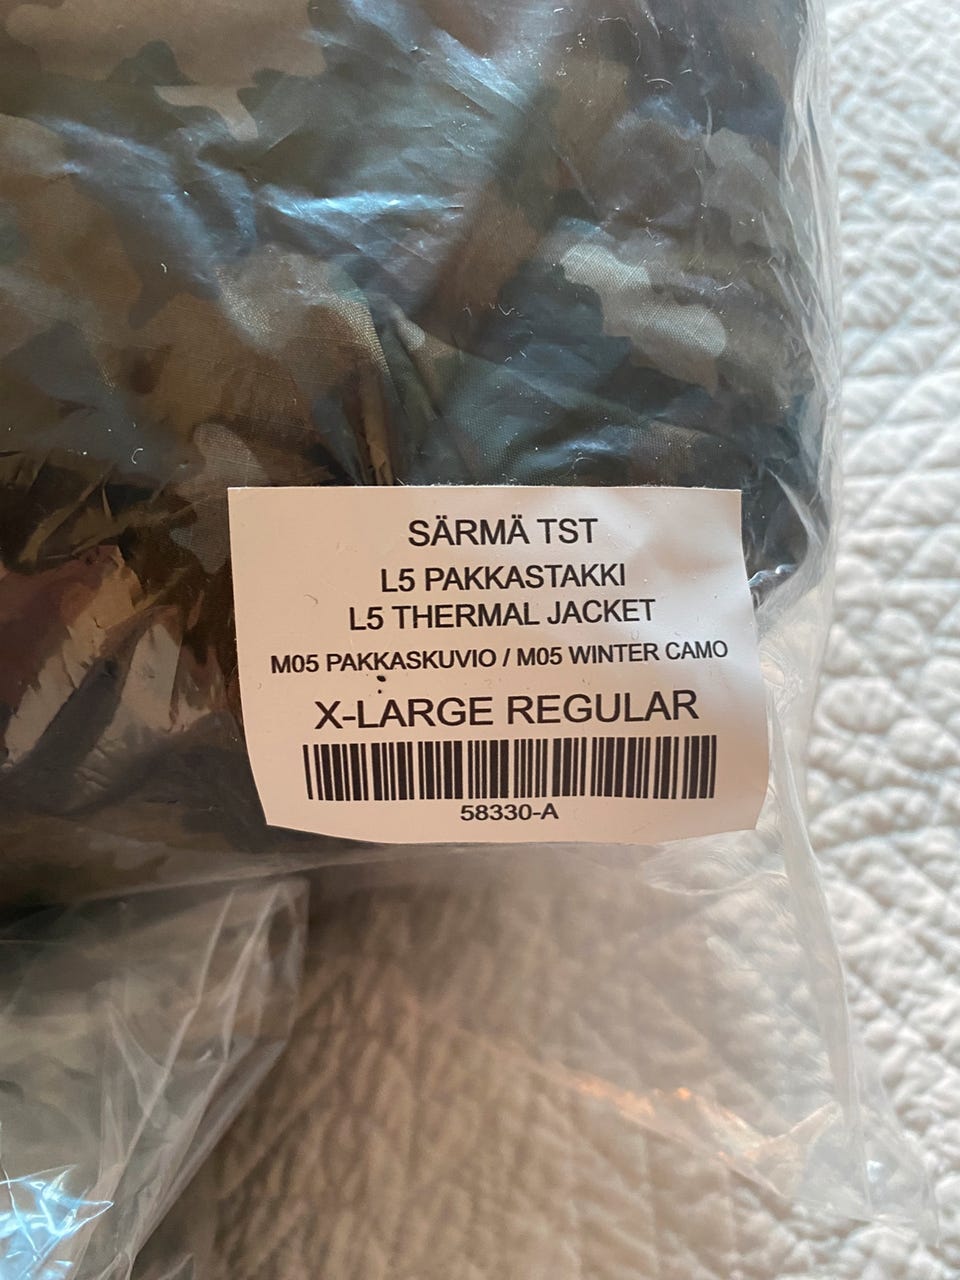 SÄRMÄ TST
L5 PAKKASTAKKI
L5 THERMAL JACKET
M05 PAKKASKUVIO / M05 WINTER CAMO
X-LARGE REGULAR
58330-A